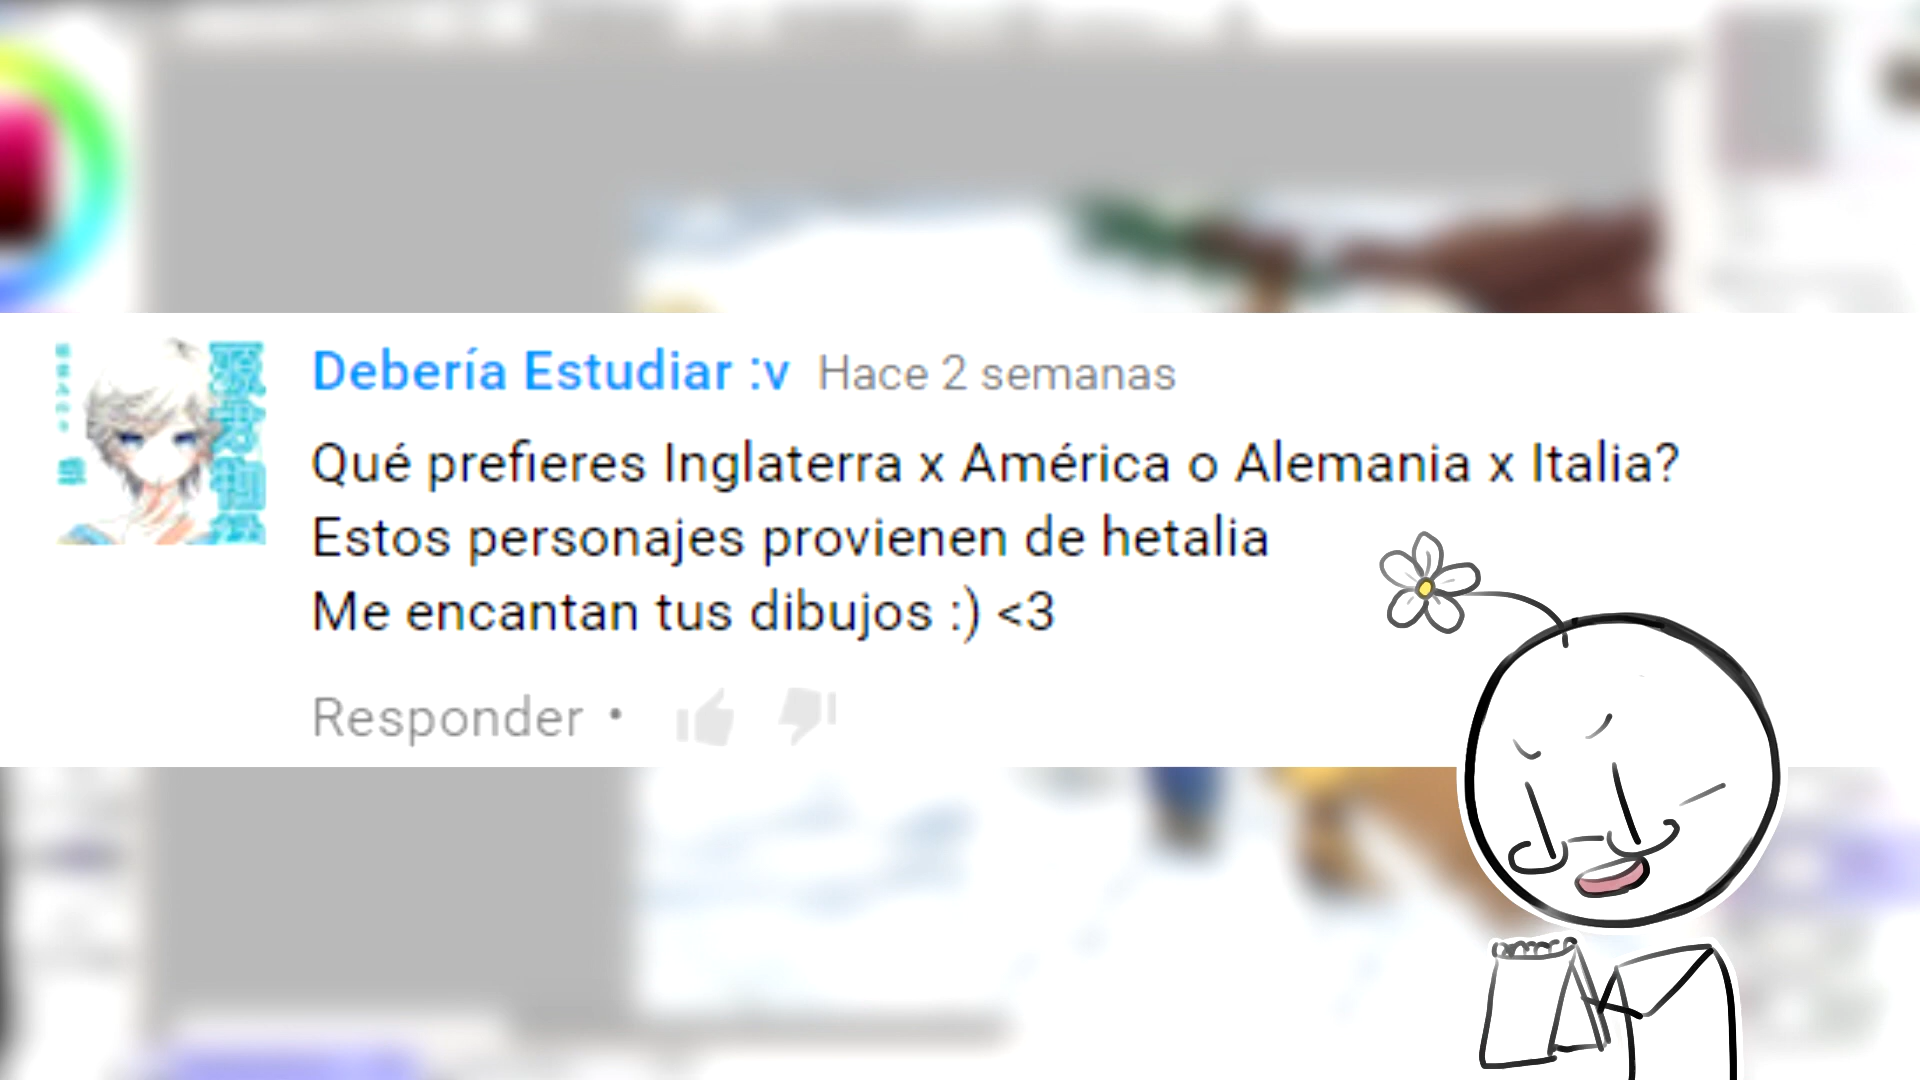 Debería Estudiar :v Hace 2 semanas
Qué prefieres Inglaterra x América o Alemania x Italia?
Estos personajes provienen de hetalia
Me encantan tus dibujos :) <3
Responder •